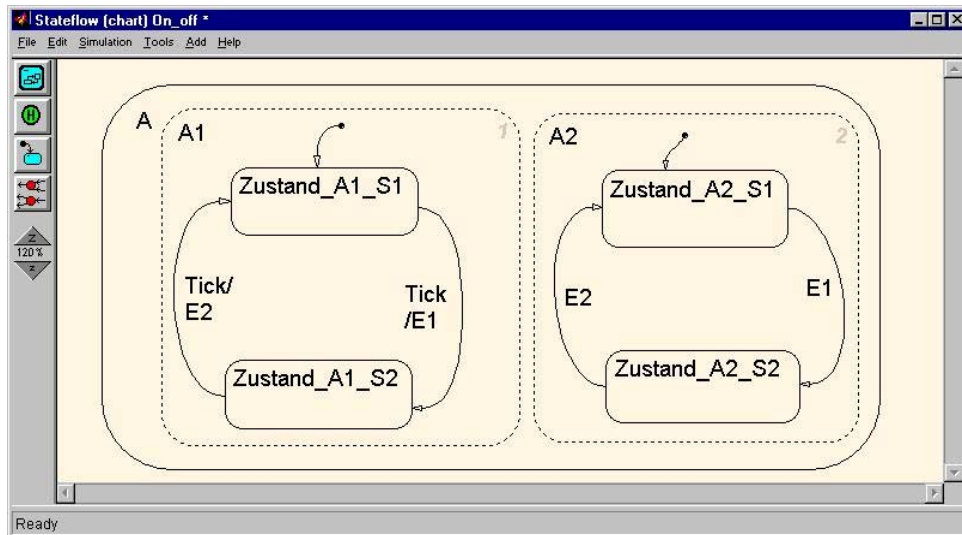 Stateflow (chart) On_off *
File Edit Simulation Tools Add Help
H
Z
120%
z
A
A1
1
Zustand_A1_S1
Tick/
E2
Tick
/E1
Zustand_A1_S2
A2
2
Zustand_A2_S1
E2
E1
Zustand_A2_S2
Ready